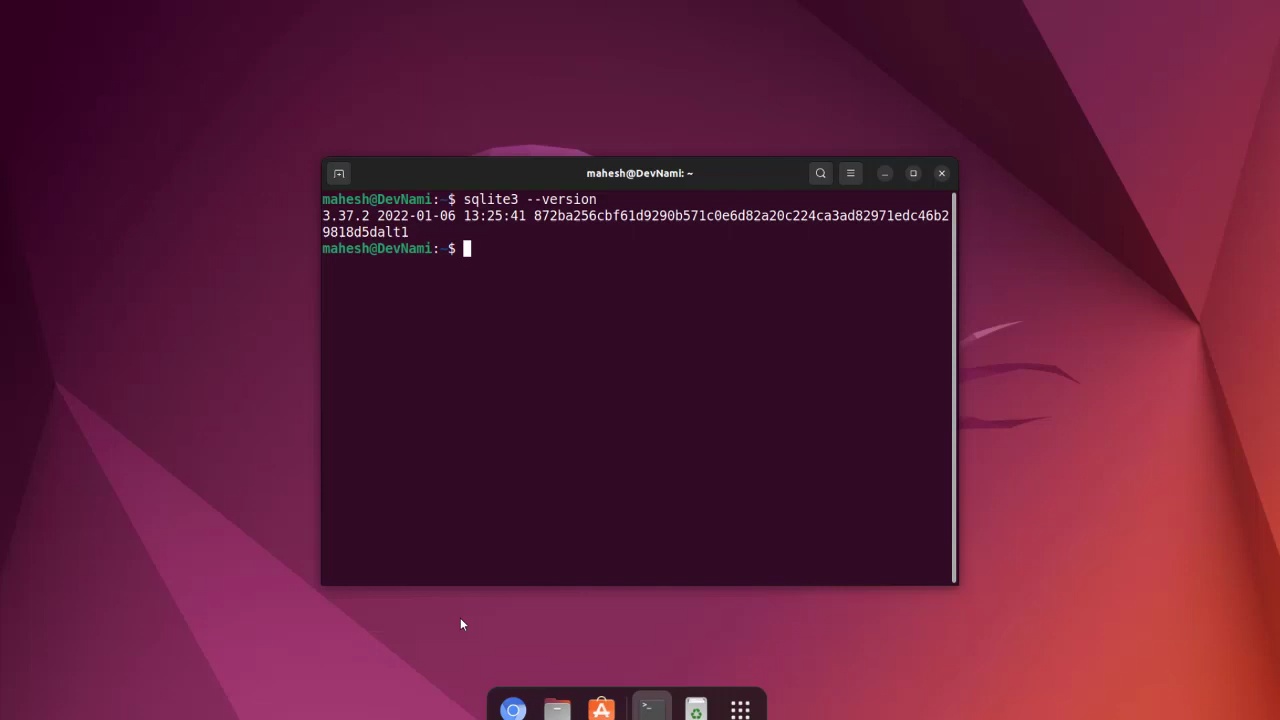 mahesh@DevNami: ~
mahesh@DevNami:~$ sqlite3 --version
3.37.2 2022-01-06 13:25:41 872ba256cbf61d9290b571c0e6d82a20c224ca3ad82971edc46b2
9818d5dalt1
mahesh@DevNami:~$